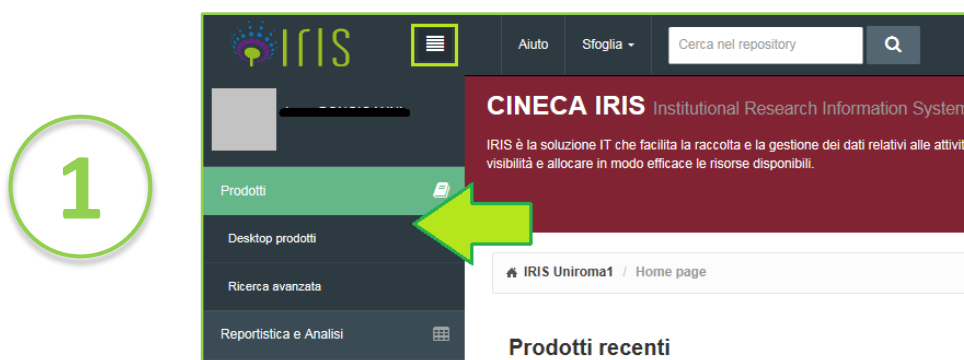 1
IRIS
Aiuto
Sfoglia
Cerca nel repository
CINECA IRIS Institutional Research Information System
IRIS è la soluzione IT che facilita la raccolta e la gestione dei dati relativi alle attivit
visibilità e allocare in modo efficace le risorse disponibili.
Prodotti
Desktop prodotti
Ricerca avanzata
Reportistica e Analisi
IRIS Uniroma1 / Home page
Prodotti recenti